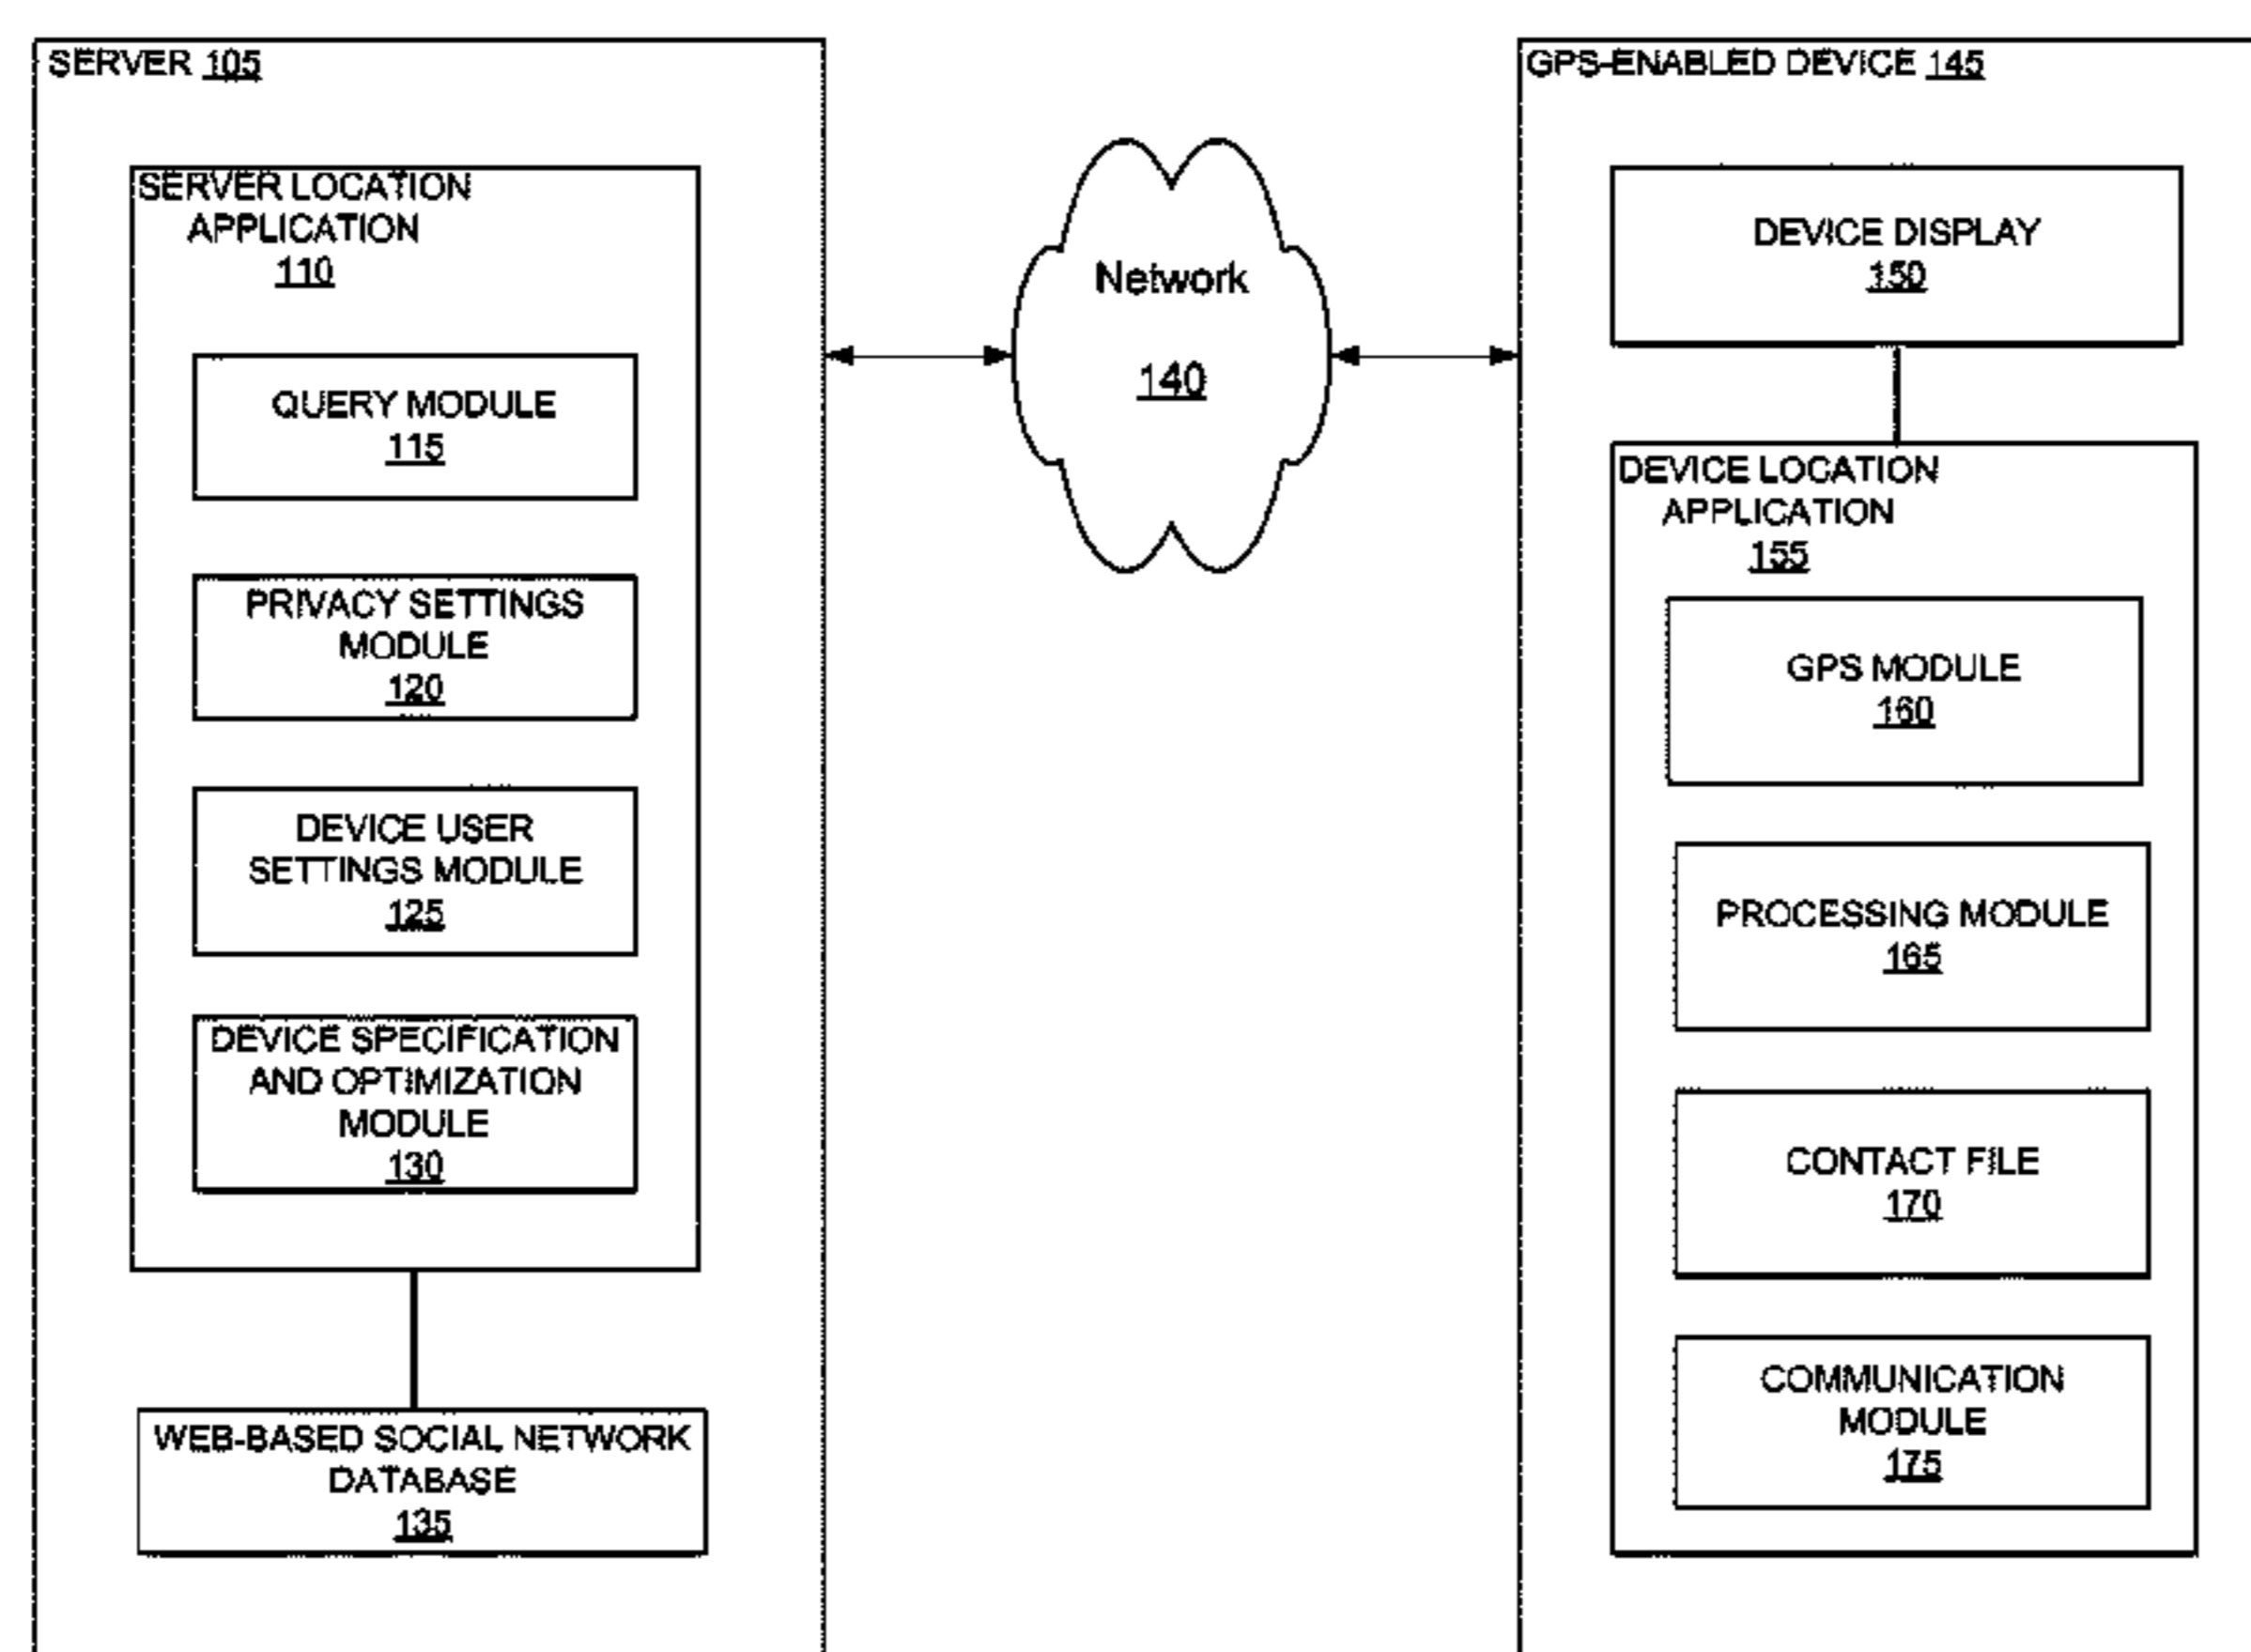 SERVER 105
SERVER LOCATION
APPLICATION
110
QUERY MODULE
115
PRIVACY SETTINGS
MODULE
120
DEVICE USER
SETTINGS MODULE
125
DEVICE SPECIFICATION
AND OPTIMIZATION
MODULE
130
WEB-BASED SOCIAL NETWORK
DATABASE
135
Network
140
GPS-ENABLED DEVICE 145
DEVICE DISPLAY
150
DEVICE LOCATION
APPLICATION
155
GPS MODULE
160
PROCESSING MODULE
165
CONTACT FILE
170
COMMUNICATION
MODULE
175